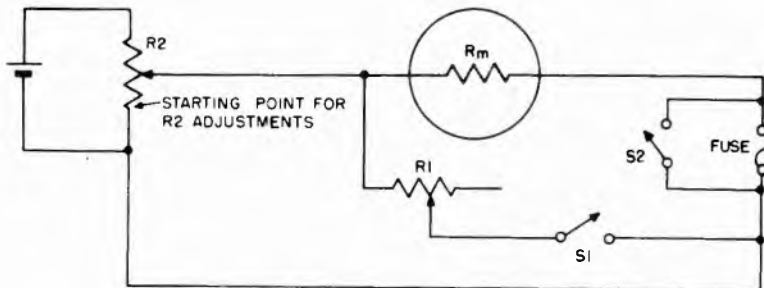 R2
Rm
STARTING POINT FOR
R2 ADJUSTMENTS
S2
FUSE
R1
S1